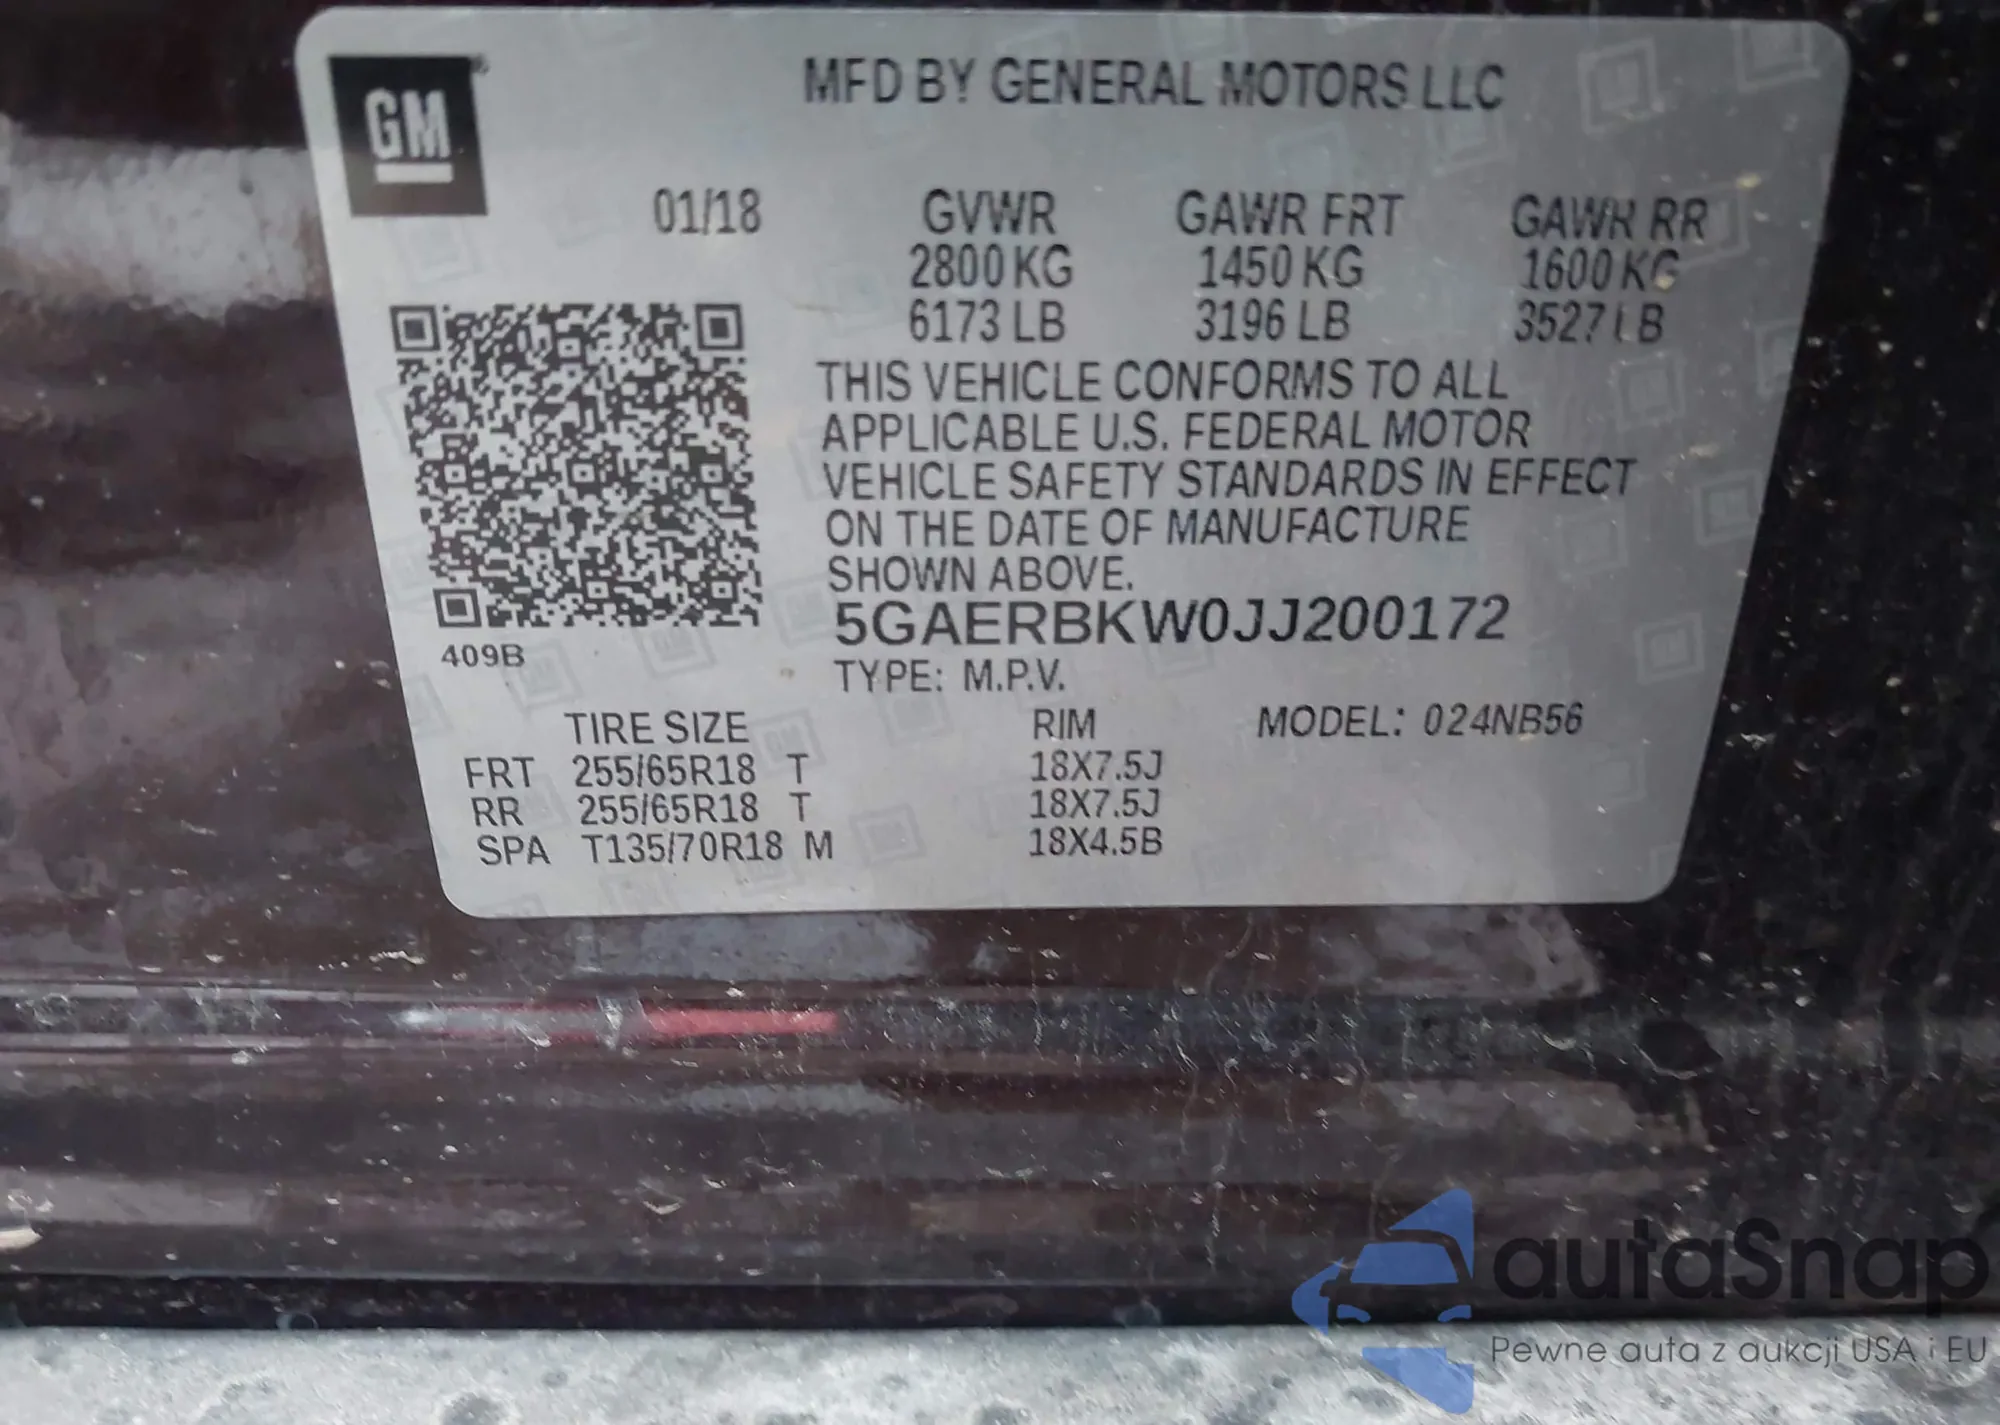 GM
MFD BY GENERAL MOTORS LLC
01/18 GVWR GAWR FRT GAWR RR
2800 KG 1450 KG 1600 KG
6173 LB 3196 LB 3527 LB
THIS VEHICLE CONFORMS TO ALL
APPLICABLE U.S. FEDERAL MOTOR
VEHICLE SAFETY STANDARDS IN EFFECT
ON THE DATE OF MANUFACTURE
SHOWN ABOVE.
5GAERBKW0JJ200172
409B
TYPE: M.P.V.
TIRE SIZE RIM MODEL: 024NB56
FRT 255/65R18 T 18X7.5J
RR 255/65R18 T 18X7.5J
SPA T135/70R18 M 18X4.5B
autaSnap
Pewne auta z aukcji USA i EU